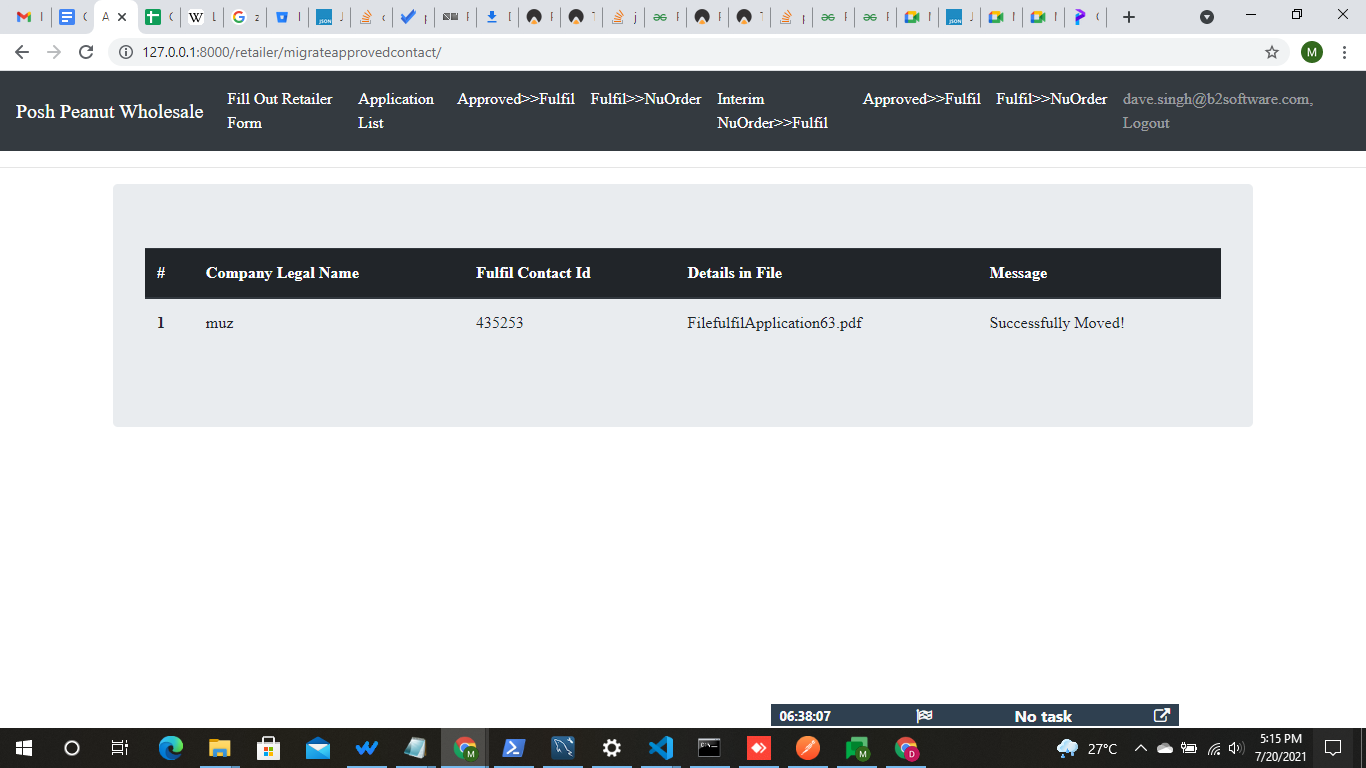 127.0.0.1:8000/retailer/migrateapprovedcontact/
M
Posh Peanut Wholesale
Fill Out Retailer
Form
Application
List
Approved>>Fulfil
Fulfil>>NuOrder
Interim
NuOrder>>Fulfil
Approved>>Fulfil
Fulfil>>NuOrder
dave.singh@b2software.com,
Logout
# Company Legal Name Fulfil Contact Id Details in File Message
1 muz 435253 FilefulfilApplication63.pdf Successfully Moved!
06:38:07 No task
27°C
5:15 PM
7/20/2021